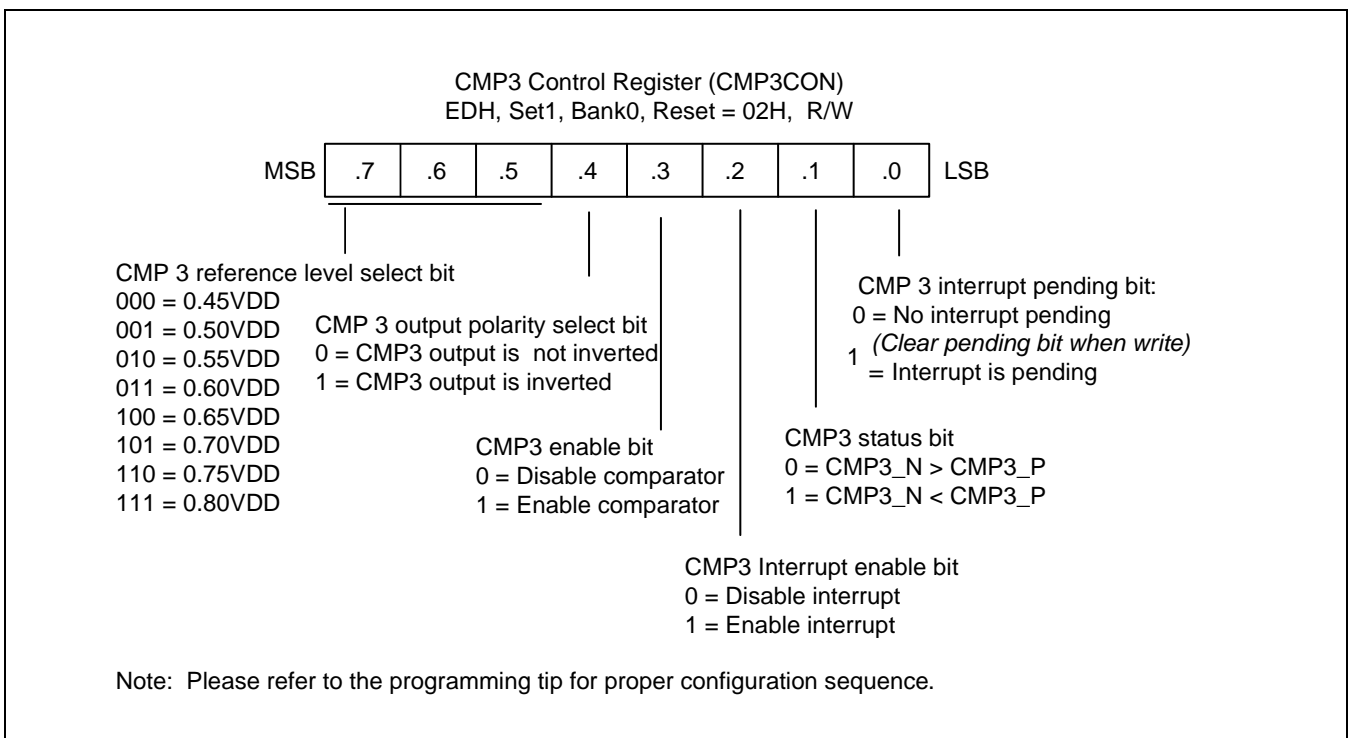 CMP3 Control Register (CMP3CON)
EDH, Set1, Bank0, Reset = 02H, R/W
MSB .7 .6 .5 .4 .3 .2 .1 .0 LSB
CMP 3 reference level select bit
000 = 0.45VDD
001 = 0.50VDD
010 = 0.55VDD
011 = 0.60VDD
100 = 0.65VDD
101 = 0.70VDD
110 = 0.75VDD
111 = 0.80VDD
CMP 3 output polarity select bit
0 = CMP3 output is not inverted
1 = CMP3 output is inverted
CMP3 enable bit
0 = Disable comparator
1 = Enable comparator
CMP3 Interrupt enable bit
0 = Disable interrupt
1 = Enable interrupt
CMP3 status bit
0 = CMP3_N > CMP3_P
1 = CMP3_N < CMP3_P
CMP 3 interrupt pending bit:
0 = No interrupt pending
(Clear pending bit when write)
1 = Interrupt is pending
Note: Please refer to the programming tip for proper configuration sequence.